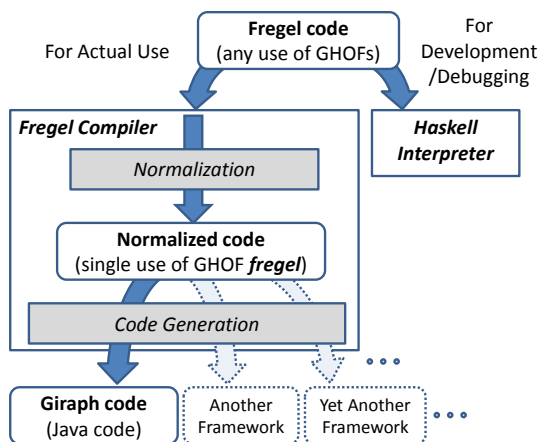 Fregel code
(any use of GHOFs)
For Actual Use
For
Development
/Debugging
Fregel Compiler
Haskell
Interpreter
Normalization
Normalized code
(single use of GHOF fregel)
Code Generation
Giraph code
(Java code)
Another
Framework
Yet Another
Framework